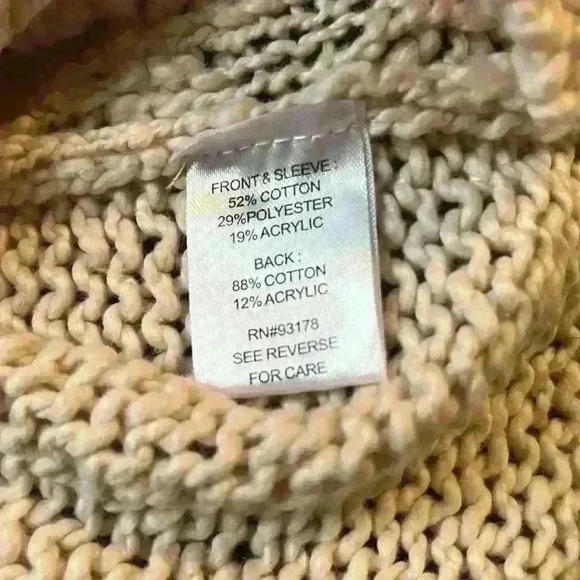 FRONT & SLEEVE :
52% COTTON
29%POLYESTER
19% ACRYLIC
BACK :
88% COTTON
12% ACRYLIC
RN#93178
SEE REVERSE
FOR CARE